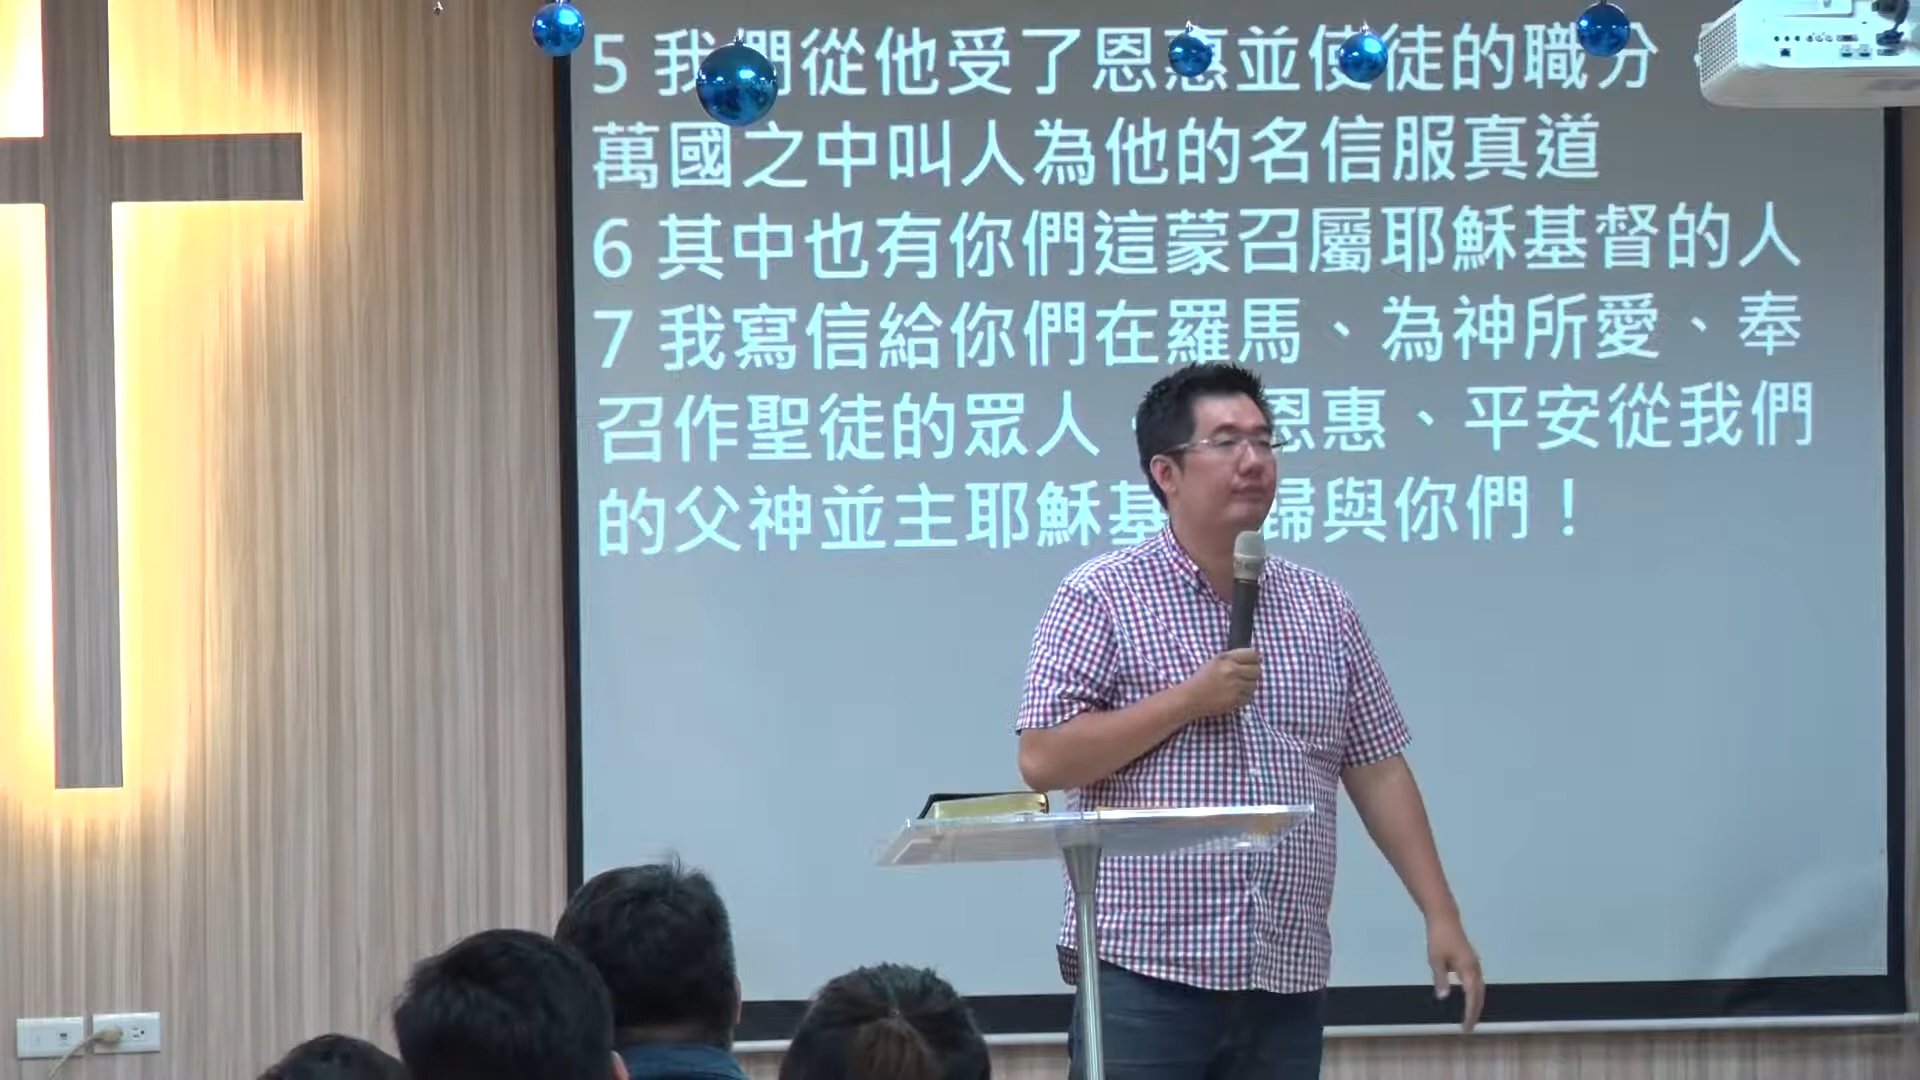 5 我們從他受了恩惠並使徒的職分，
萬國之中叫人為他的名信服真道
6 其中也有你們這蒙召屬耶穌基督的人
7 我寫信給你們在羅馬、為神所愛、奉
召作聖徒的眾人 恩惠、平安從我們
的父神並主耶穌基 歸與你們！